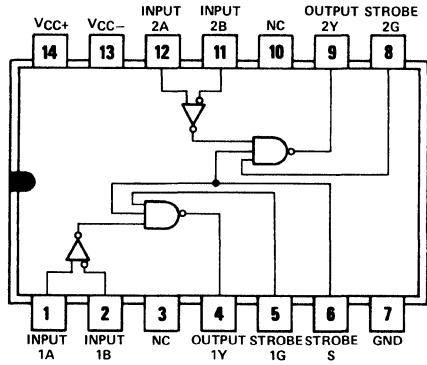 INPUT INPUT OUTPUT STROBE
VCC+ VCC− 2A 2B NC 2Y 2G
14 13 12 11 10 9 8
1 2 3 4 5 6 7
INPUT INPUT NC OUTPUT STROBE STROBE GND
1A 1B 1Y 1G S